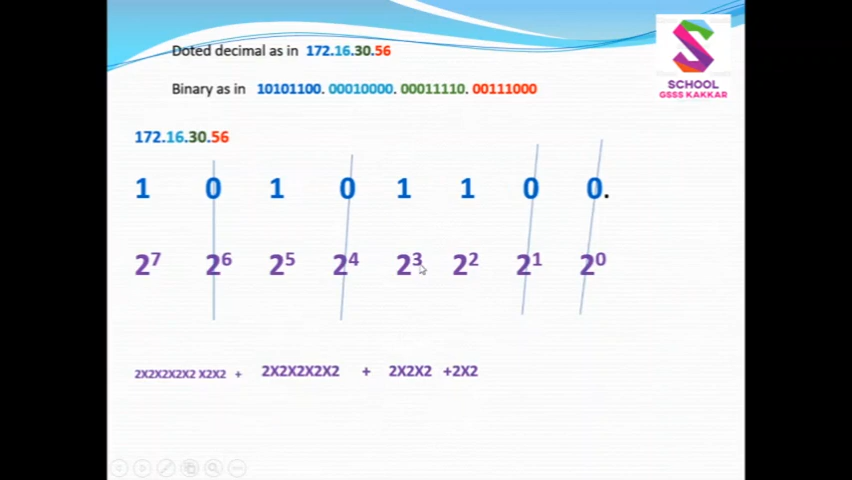 Doted decimal as in 172.16.30.56
SCHOOL
GSSS KAKKAR
Binary as in 10101100. 00010000. 00011110. 00111000
172.16.30.56
1 0 1 0 1 1 0 0.
2⁷ 2⁶ 2⁵ 2⁴ 2³ 2² 2¹ 2⁰
2X2X2X2X2 X2X2 + 2X2X2X2X2 + 2X2X2 +2X2